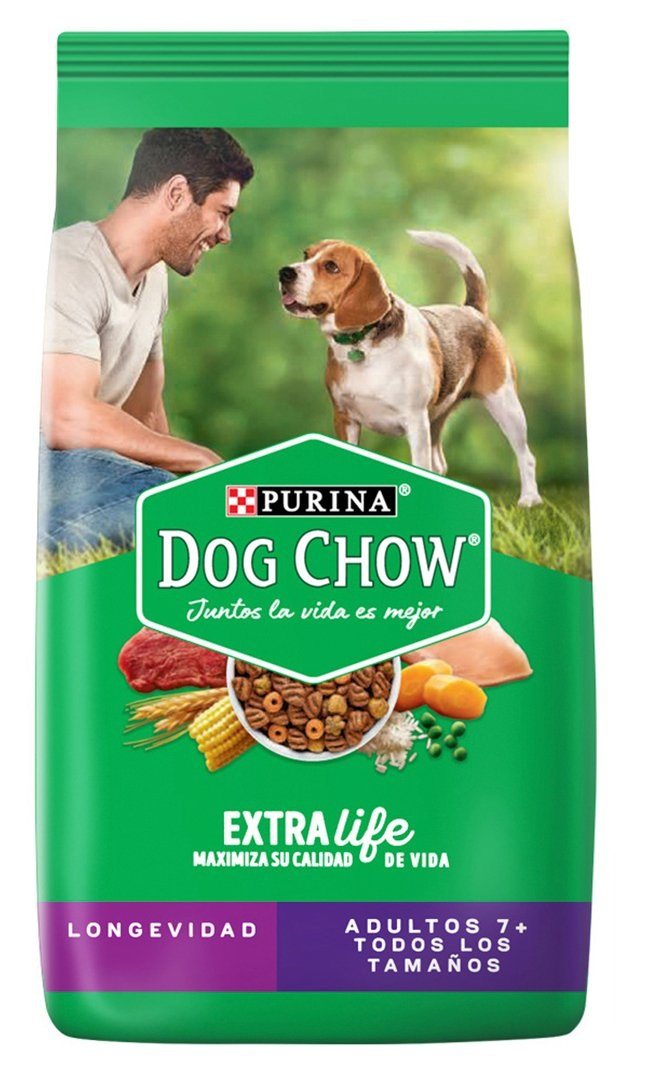 PURINA®
DOG CHOW®
Juntos la vida es mejor
EXTRA life
MAXIMIZA SU CALIDAD DE VIDA
LONGEVIDAD
ADULTOS 7+
TODOS LOS
TAMAÑOS